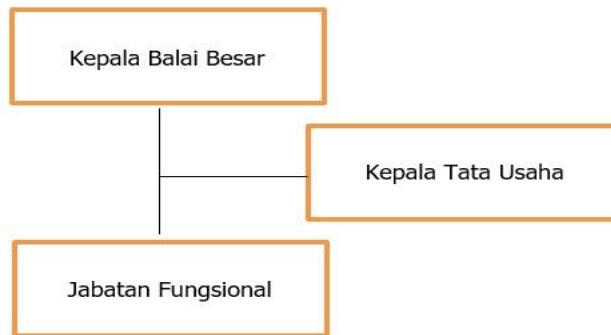 Kepala Balai Besar
Kepala Tata Usaha
Jabatan Fungsional